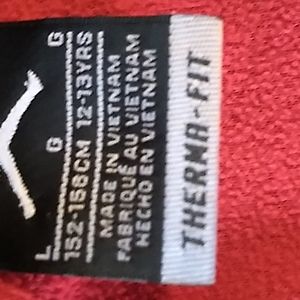 L G G
152-158CM 12-13YRS
MADE IN VIETNAM
FABRIQUÉ AU VIETNAM
HECHO EN VIETNAM
THERMA-FIT